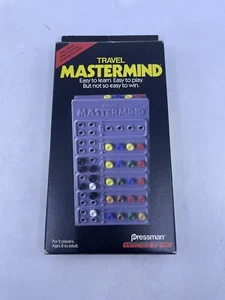 TRAVEL
MASTERMIND®
Easy to learn. Easy to play.
But not so easy to win.
MASTERMIND
For 2 players
Ages 8 to adult
Pressman